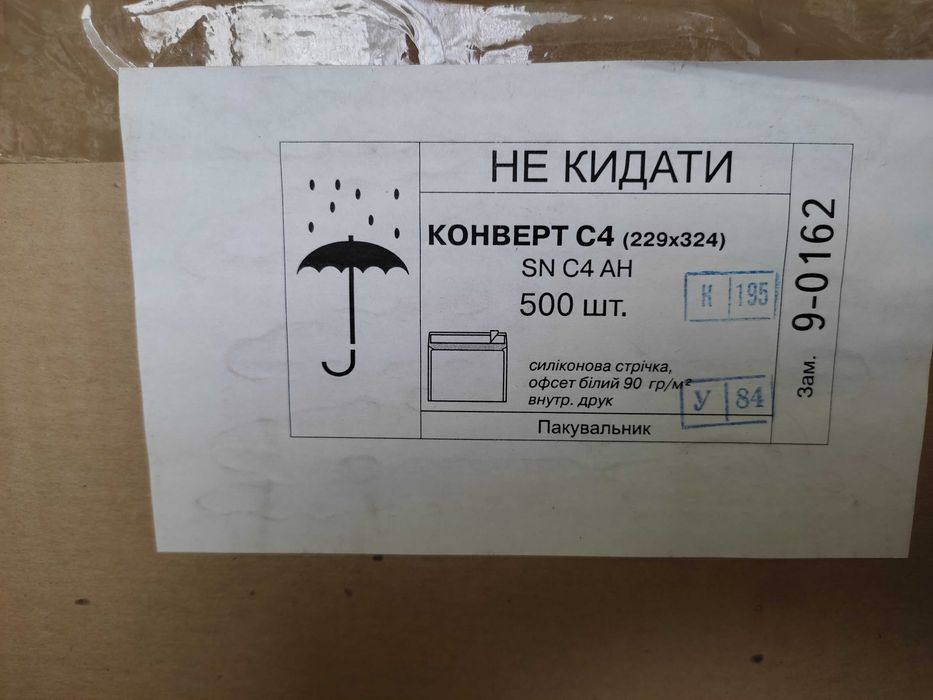 НЕ КИДАТИ
КОНВЕРТ С4 (229х324)
SN C4 AH
500 шт.
К 195
силіконова стрічка,
офсет білий 90 гр/м²
внутр. друк
У 84
Пакувальник
Зам. 9-0162